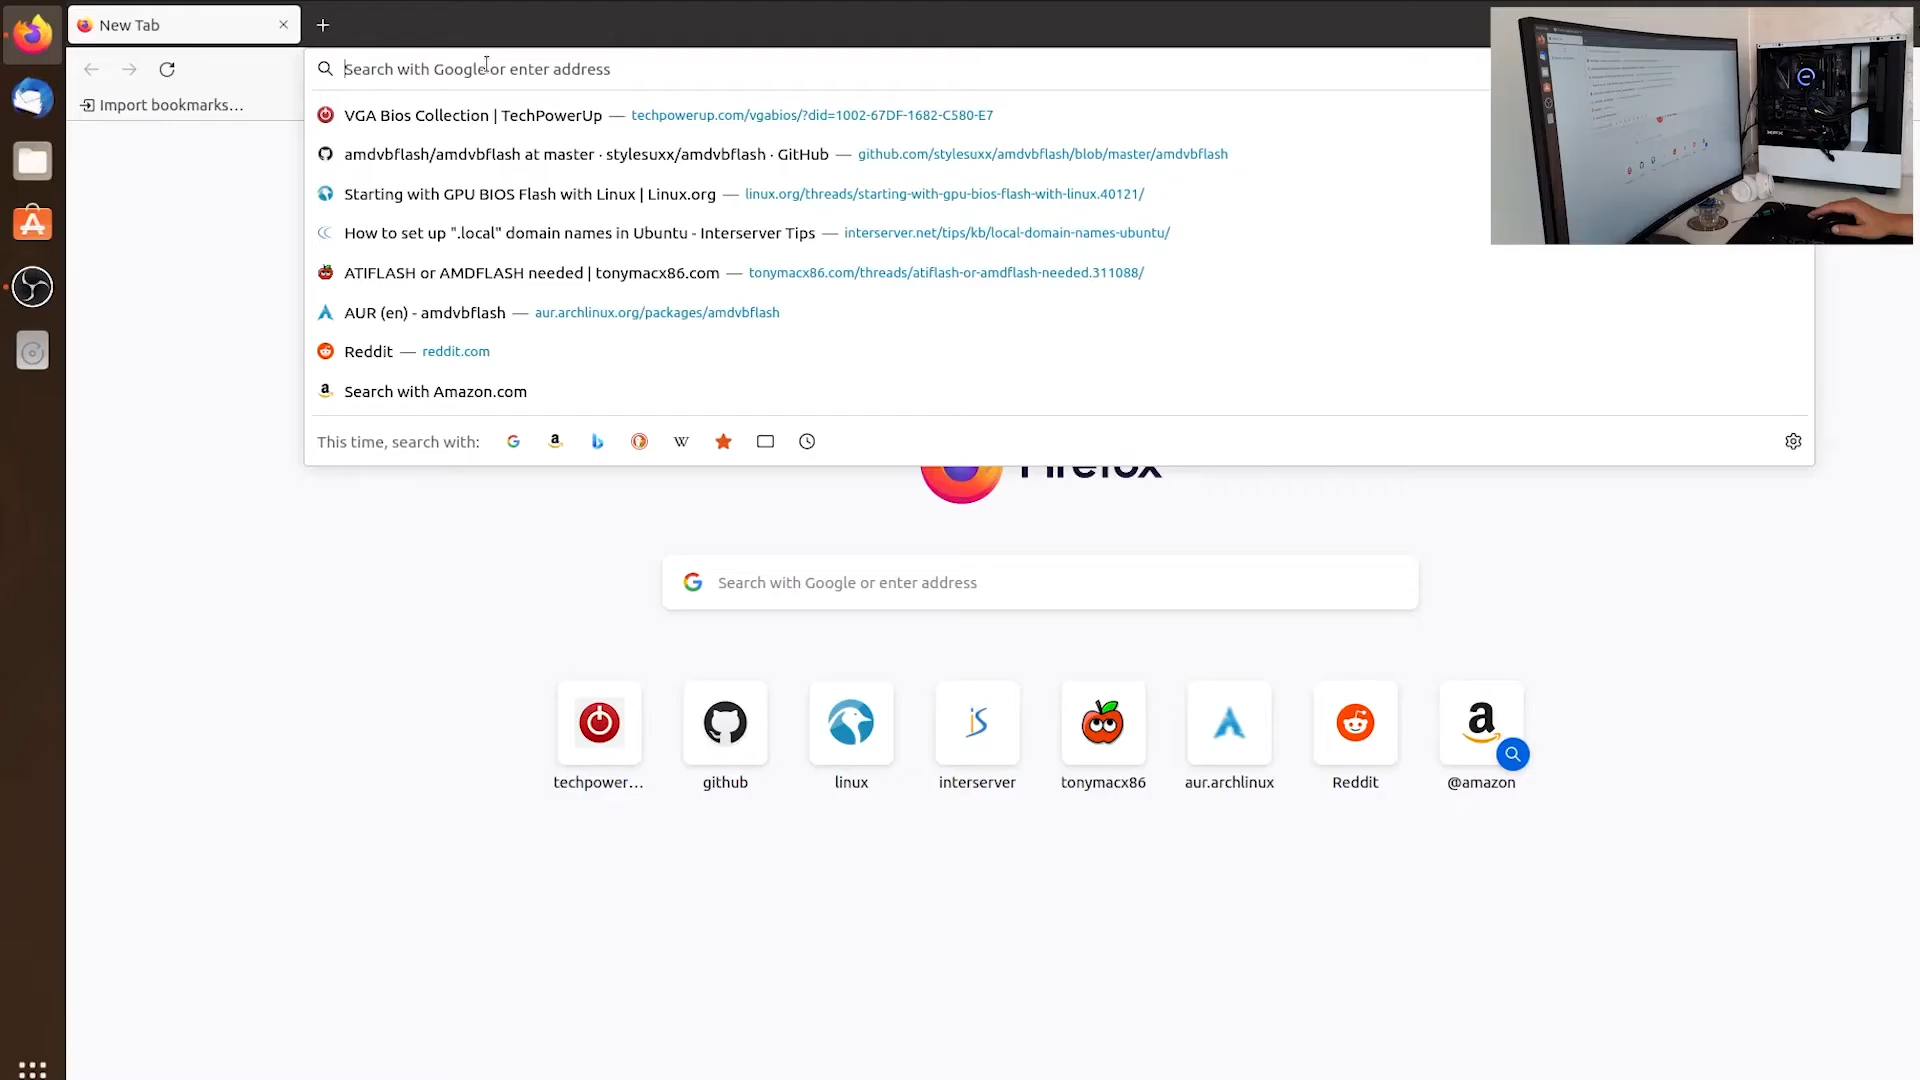 New Tab
Search with Google or enter address
Import bookmarks...
VGA Bios Collection | TechPowerUp — techpowerup.com/vgabios/?did=1002-67DF-1682-C580-E7
amdvbflash/amdvbflash at master · stylesuxx/amdvbflash · GitHub — github.com/stylesuxx/amdvbflash/blob/master/amdvbflash
Starting with GPU BIOS Flash with Linux | Linux.org — linux.org/threads/starting-with-gpu-bios-flash-with-linux.40121/
How to set up ".local" domain names in Ubuntu - Interserver Tips — interserver.net/tips/kb/local-domain-names-ubuntu/
ATIFLASH or AMDFLASH needed | tonymacx86.com — tonymacx86.com/threads/atiflash-or-amdflash-needed.311088/
AUR (en) - amdvbflash — aur.archlinux.org/packages/amdvbflash
Reddit — reddit.com
Search with Amazon.com
This time, search with:
Firefox
Search with Google or enter address
techpower...
github
linux
interserver
tonymacx86
aur.archlinux
Reddit
@amazon